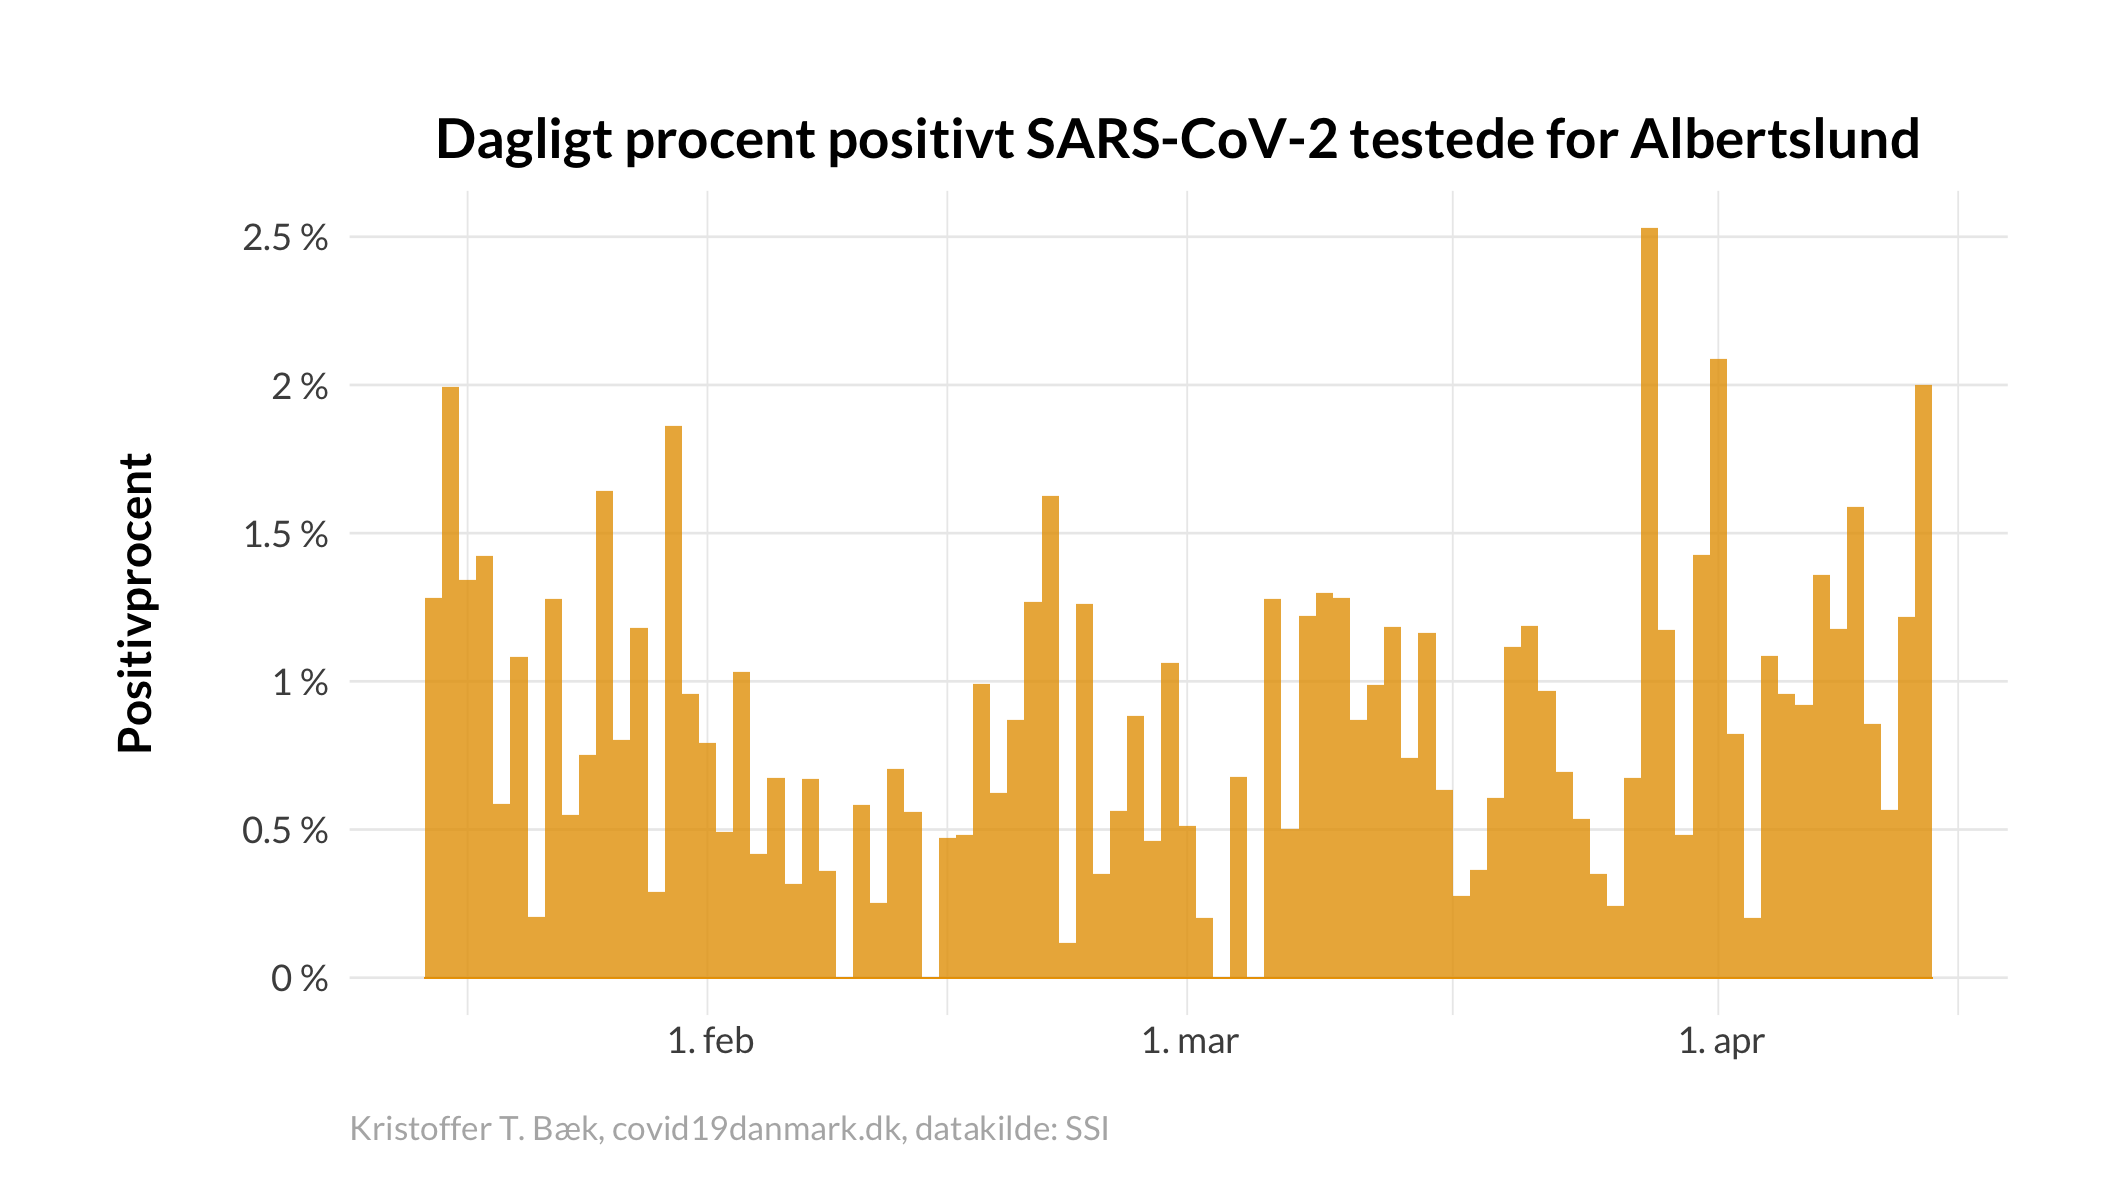 Dagligt procent positivt SARS-CoV-2 testede for Albertslund
Positivprocent
2.5 %
2 %
1.5 %
1 %
0.5 %
0 %
1. feb
1. mar
1. apr
Kristoffer T. Bæk, covid19danmark.dk, datakilde: SSI